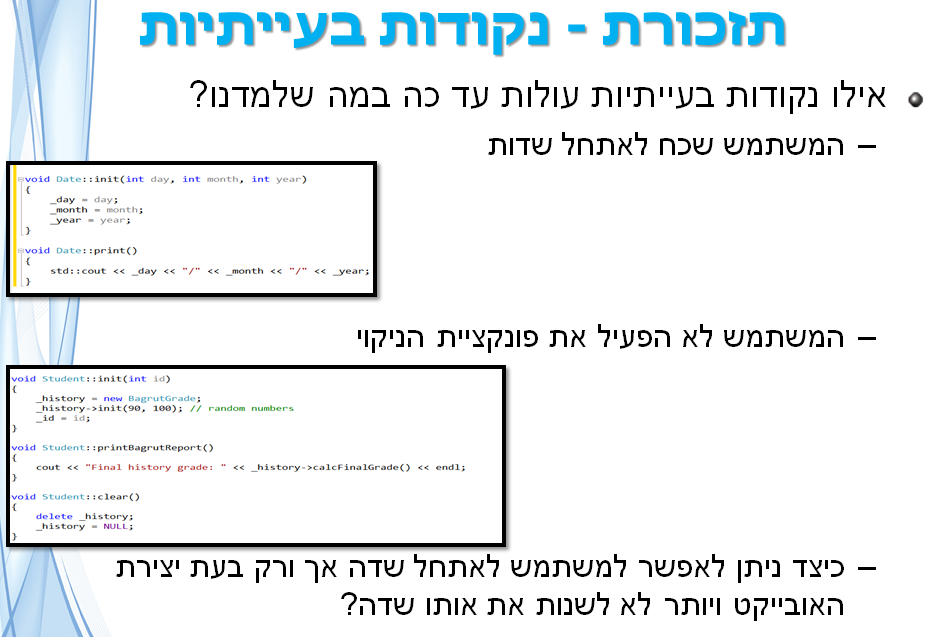 תזכורת - נקודות בעייתיות
אילו נקודות בעייתיות עולות עד כה במה שלמדנו?
– המשתמש שכח לאתחל שדות
void Date::init(int day, int month, int year)
{
_day = day;
_month = month;
_year = year;
}
void Date::print()
{
std::cout << _day << "/" << _month << "/" << _year;
}
– המשתמש לא הפעיל את פונקציית הניקוי
void Student::init(int id)
{
_history = new BagrutGrade;
_history->init(90, 100); // random numbers
_id = id;
}
void Student::printBagrutReport()
{
cout << "Final history grade: " << _history->calcFinalGrade() << endl;
}
void Student::clear()
{
delete _history;
_history = NULL;
}
– כיצד ניתן לאפשר למשתמש לאתחל שדה אך ורק בעת יצירת
האובייקט ויותר לא לשנות את אותו שדה?